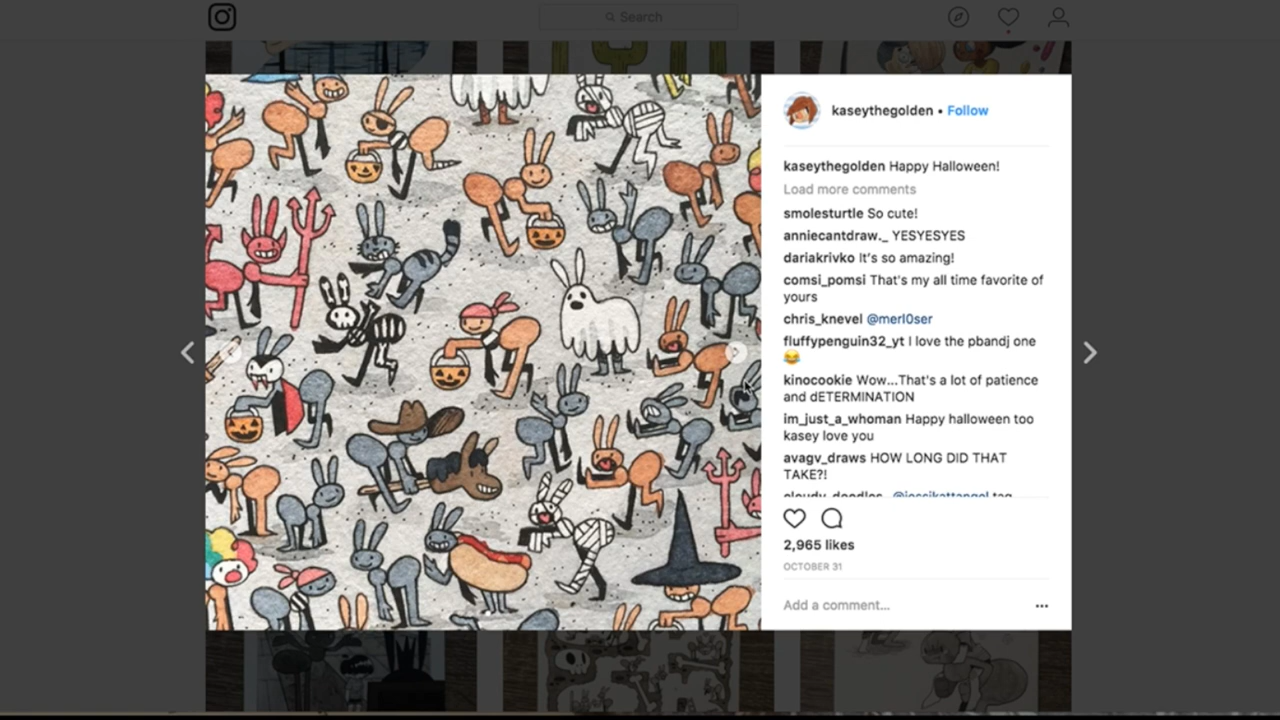 Search
kaseythegolden • Follow
kaseythegolden Happy Halloween!
Load more comments
smolesturtle So cute!
anniecantdraw._ YESYESYES
dariakrivko It's so amazing!
comsi_pomsi That's my all time favorite of
yours
chris_knevel @merl0ser
fluffypenguin32_yt I love the pbandj one
😂
kinocookie Wow...That's a lot of patience
and dETERMINATION
im_just_a_whoman Happy halloween too
kasey love you
avagv_draws HOW LONG DID THAT
TAKE?!
2,965 likes
OCTOBER 31
Add a comment...